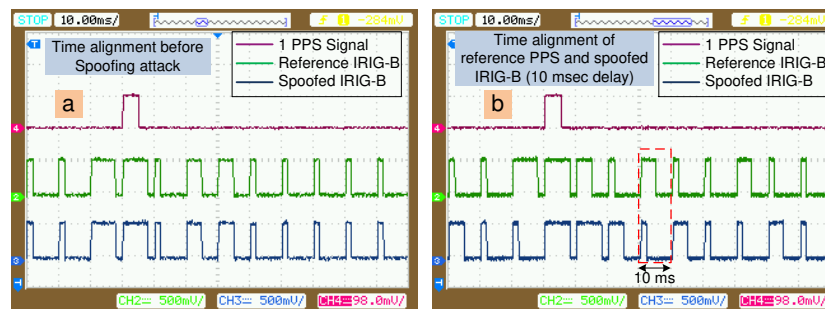 STOP 10.00ms/ -284mV
T
Time alignment before
Spoofing attack
1 PPS Signal
Reference IRIG-B
Spoofed IRIG-B
a
4
2
3
T
CH2 500mV/ CH3 500mV/ CH4 98.0mV/
STOP 10.00ms/ -284mV
Time alignment of
reference PPS and spoofed
IRIG-B (10 msec delay)
1 PPS Signal
Reference IRIG-B
Spoofed IRIG-B
b
4
2
3
10 ms
T
CH2 500mV/ CH3 500mV/ CH4 98.0mV/